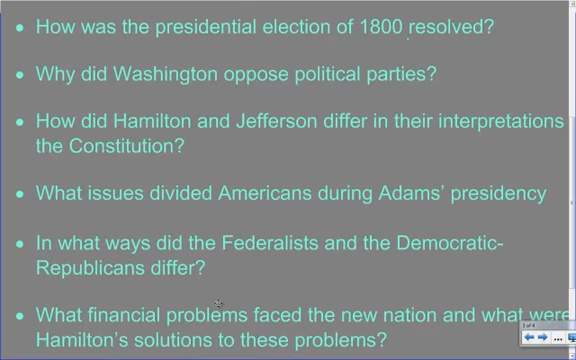 • How was the presidential election of 1800 resolved?
• Why did Washington oppose political parties?
• How did Hamilton and Jefferson differ in their interpretations
the Constitution?
• What issues divided Americans during Adams' presidency
• In what ways did the Federalists and the Democratic-
Republicans differ?
• What financial problems faced the new nation and what were
Hamilton's solutions to these problems?
3 of 4